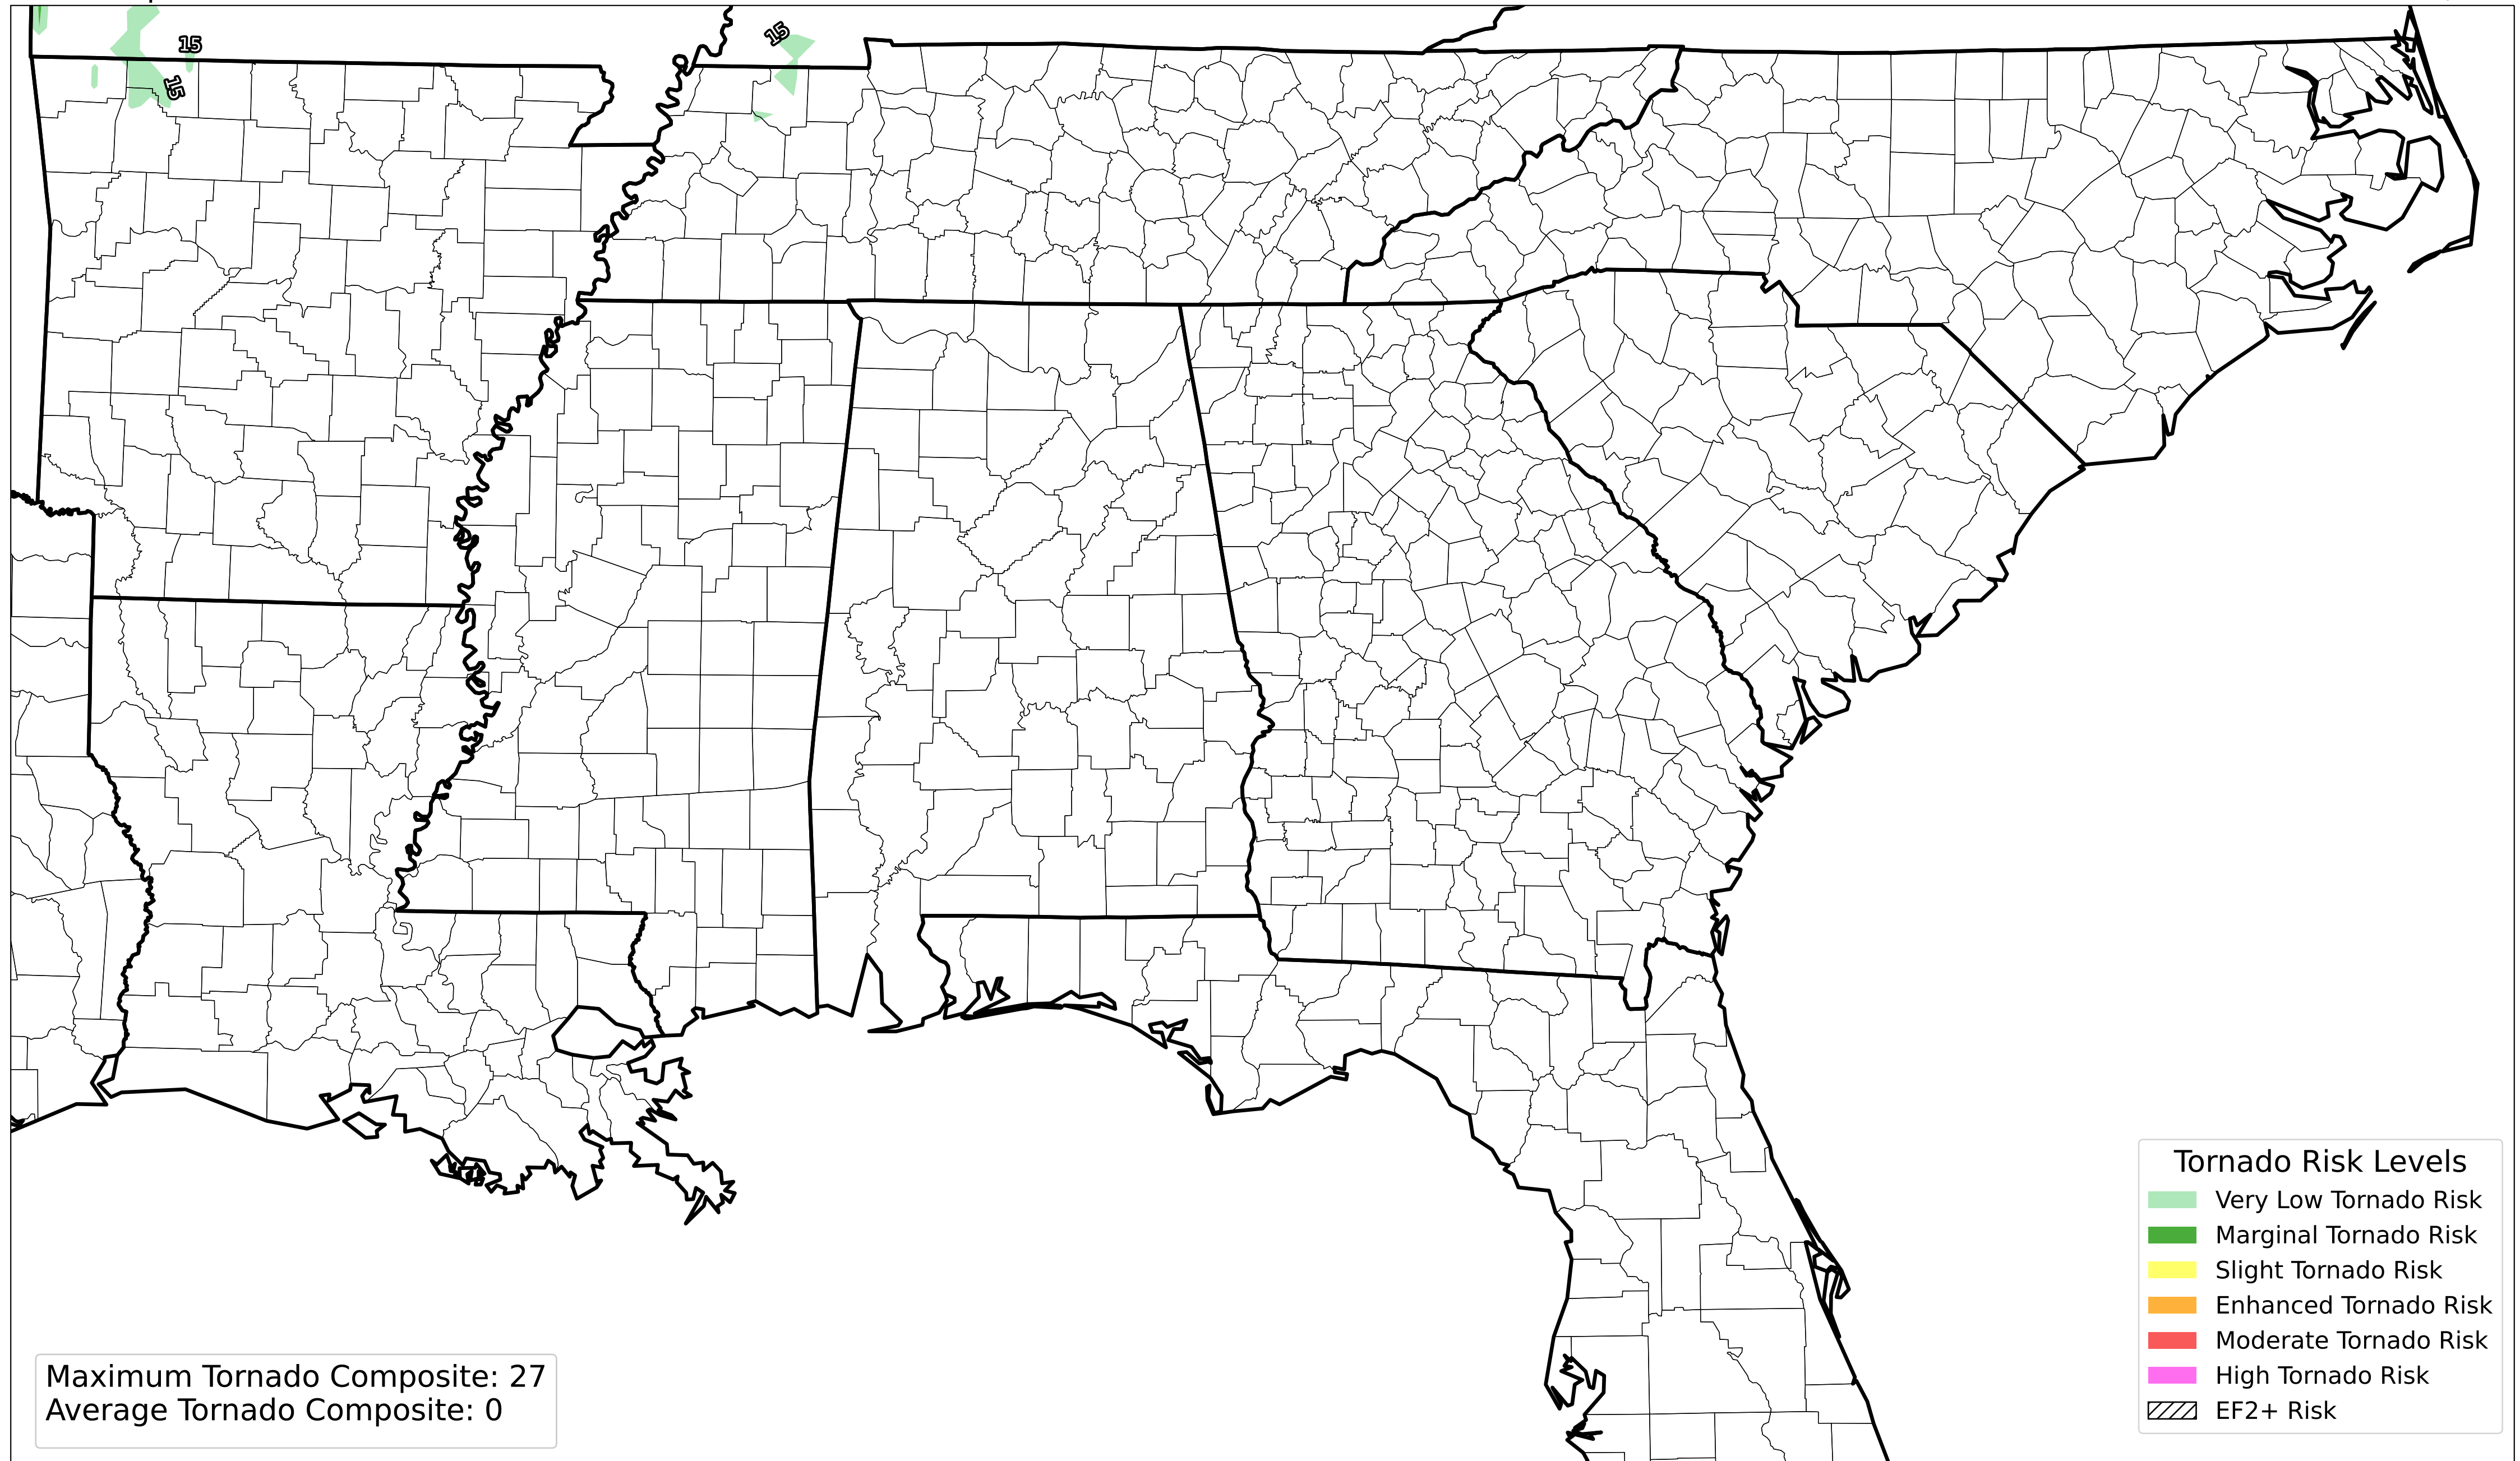 15
15
15
Tornado Risk Levels
Very Low Tornado Risk
Marginal Tornado Risk
Slight Tornado Risk
Enhanced Tornado Risk
Moderate Tornado Risk
High Tornado Risk
EF2+ Risk
Maximum Tornado Composite: 27
Average Tornado Composite: 0